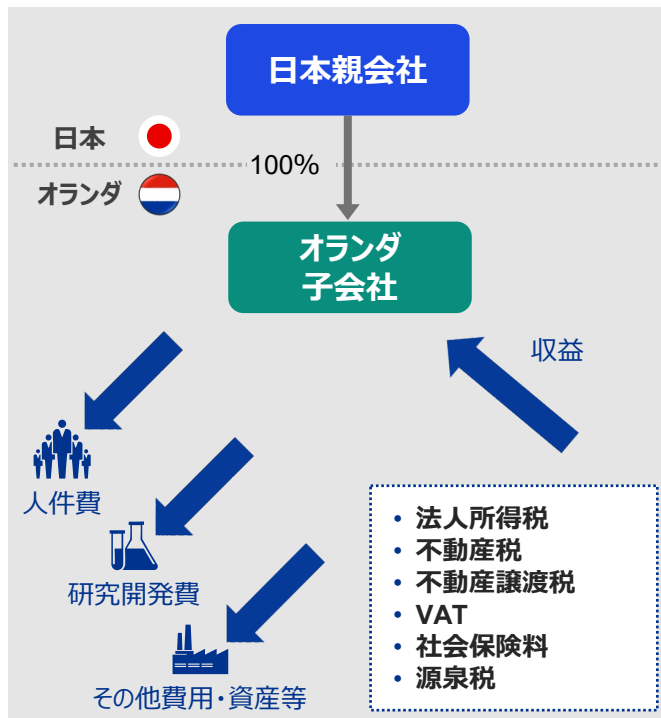 日本親会社
日本
100%
オランダ
オランダ
子会社
収益
人件費
研究開発費
その他費用・資産等
• 法人所得税
• 不動産税
• 不動産譲渡税
• VAT
• 社会保険料
• 源泉税